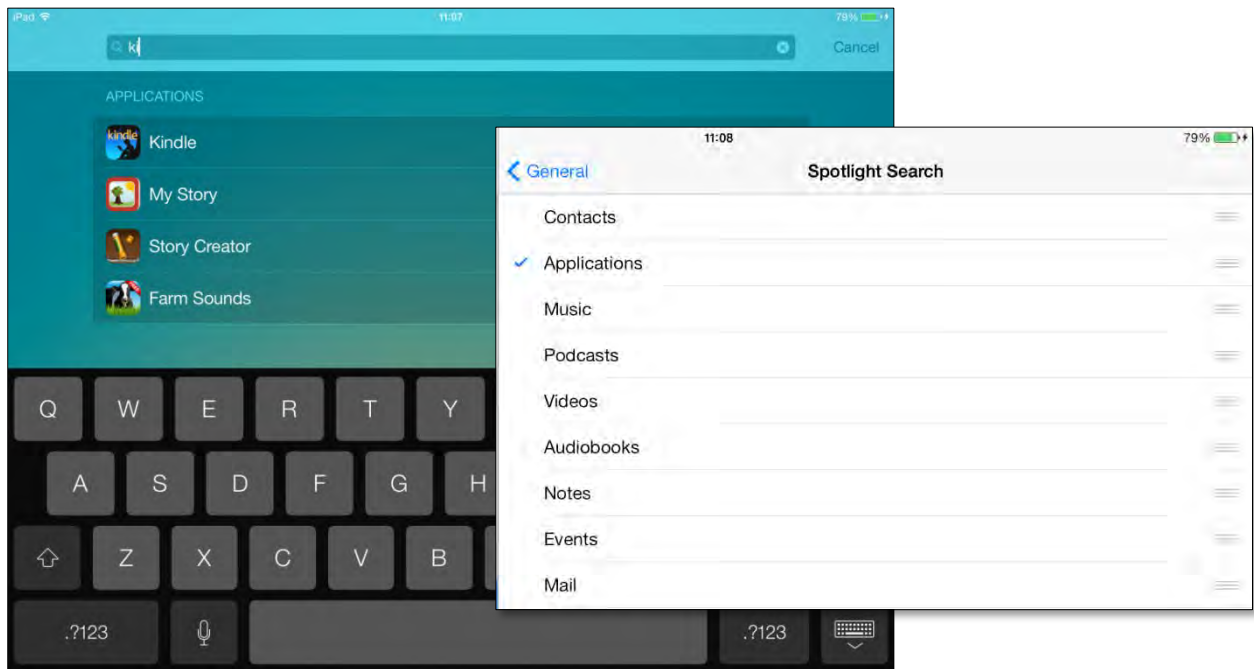 iPad 11:07 79%
ki Cancel
APPLICATIONS
kindle Kindle
My Story
Story Creator
Farm Sounds
Q W E R T Y
A S D F G H
Z X C V B
.?123 .?123
11:08 79%
General Spotlight Search
Contacts
Applications
Music
Podcasts
Videos
Audiobooks
Notes
Events
Mail